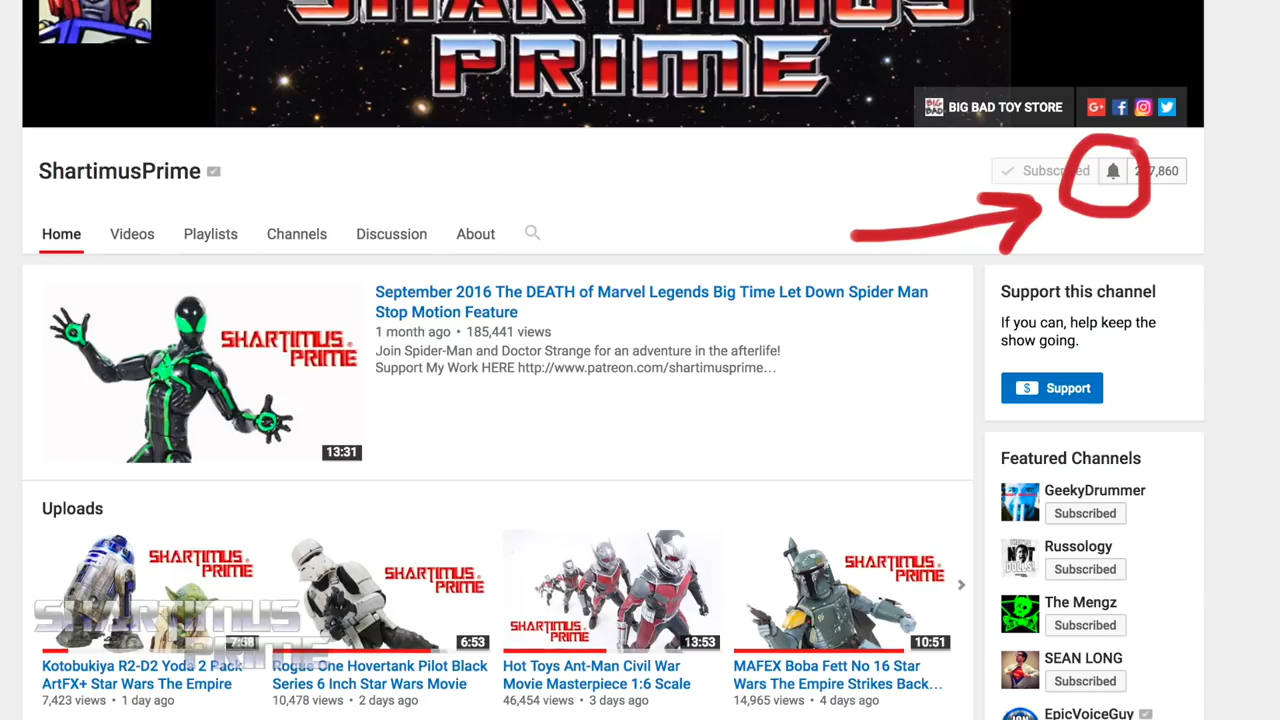 SHARTIMUS
PRIME
BIG BAD TOY STORE
ShartimusPrime
Subscribed
Home Videos Playlists Channels Discussion About
September 2016 The DEATH of Marvel Legends Big Time Let Down Spider Man
Stop Motion Feature
1 month ago • 185,441 views
Join Spider-Man and Doctor Strange for an adventure in the afterlife!
Support My Work HERE http://www.patreon.com/shartimusprime...
SHARTIMUS
PRIME
13:31
Support this channel
If you can, help keep the
show going.
$ Support
Featured Channels
GeekyDrummer
Subscribed
Russology
Subscribed
The Mengz
Subscribed
SEAN LONG
Subscribed
EpicVoiceGuy
Uploads
SHARTIMUS
PRIME
7:38
SHARTIMUS
PRIME
6:53
SHARTIMUS
PRIME
13:53
SHARTIMUS
PRIME
10:51
SHARTIMUS
PRIME
Kotobukiya R2-D2 Yoda 2 Pack
ArtFX+ Star Wars The Empire
7,423 views • 1 day ago
Rogue One Hovertank Pilot Black
Series 6 Inch Star Wars Movie
10,478 views • 2 days ago
Hot Toys Ant-Man Civil War
Movie Masterpiece 1:6 Scale
46,454 views • 3 days ago
MAFEX Boba Fett No 16 Star
Wars The Empire Strikes Back...
14,965 views • 4 days ago